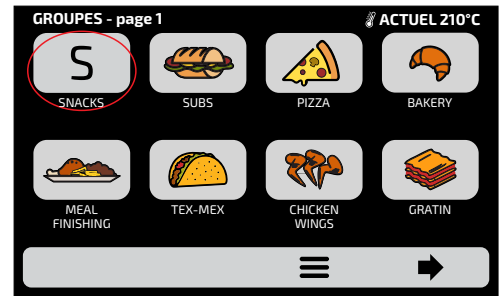 GROUPES - page 1
ACTUEL 210°C
S
SNACKS
SUBS
PIZZA
BAKERY
MEAL
FINISHING
TEX-MEX
CHICKEN
WINGS
GRATIN